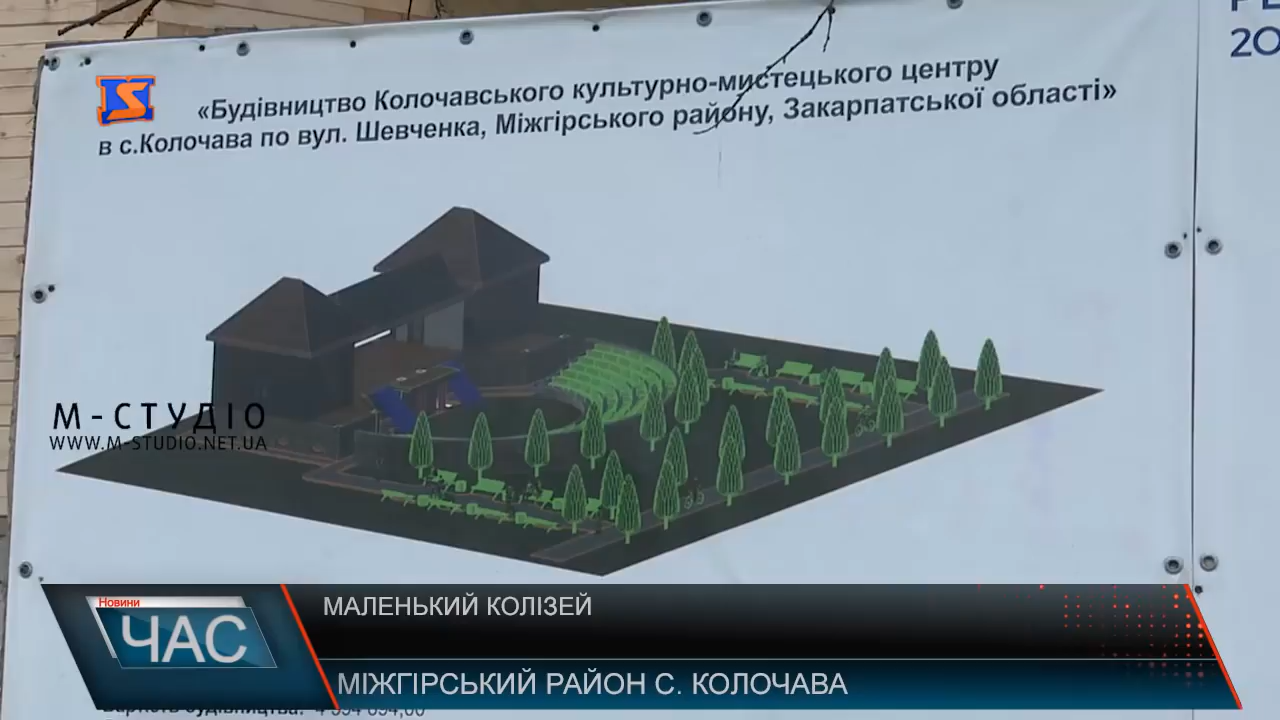 «Будівництво Колочавського культурно-мистецького центру
в с.Колочава по вул. Шевченка, Міжгірського району, Закарпатської області»
М-СТУДІО
WWW.M-STUDIO.NET.UA
Новини
ЧАС
МАЛЕНЬКИЙ КОЛІЗЕЙ
МІЖГІРСЬКИЙ РАЙОН С. КОЛОЧАВА
будівництва: